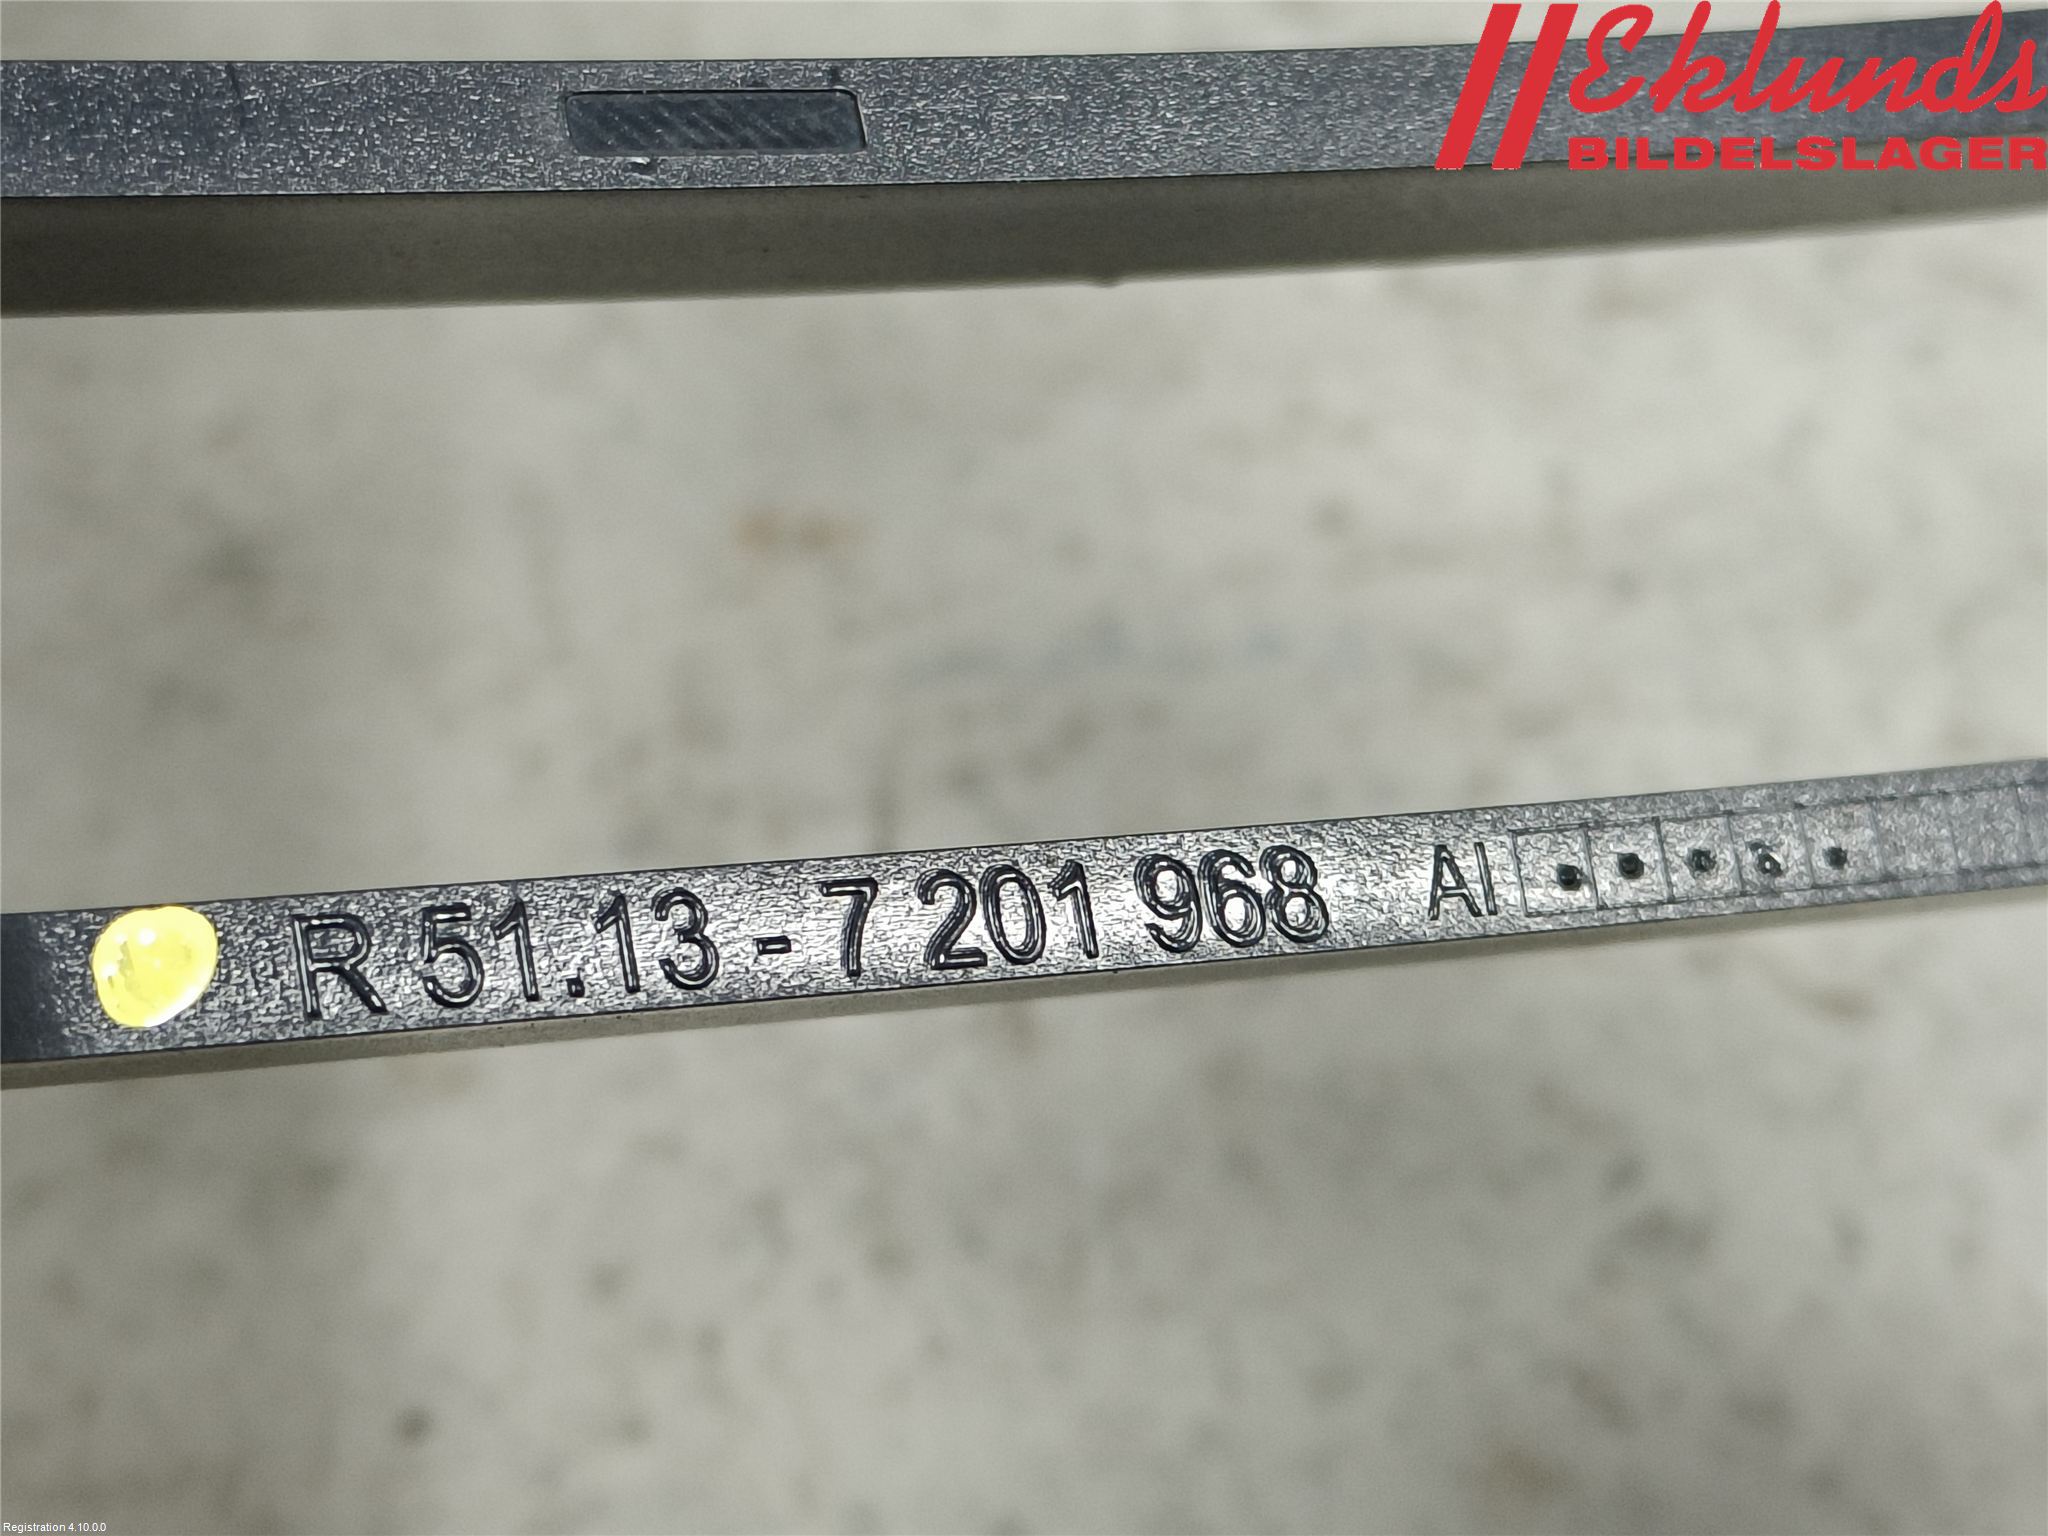 Eklunds
BILDELSLAGER
R 51.13 - 7 201 968 AI
Registration 4.10.0.0